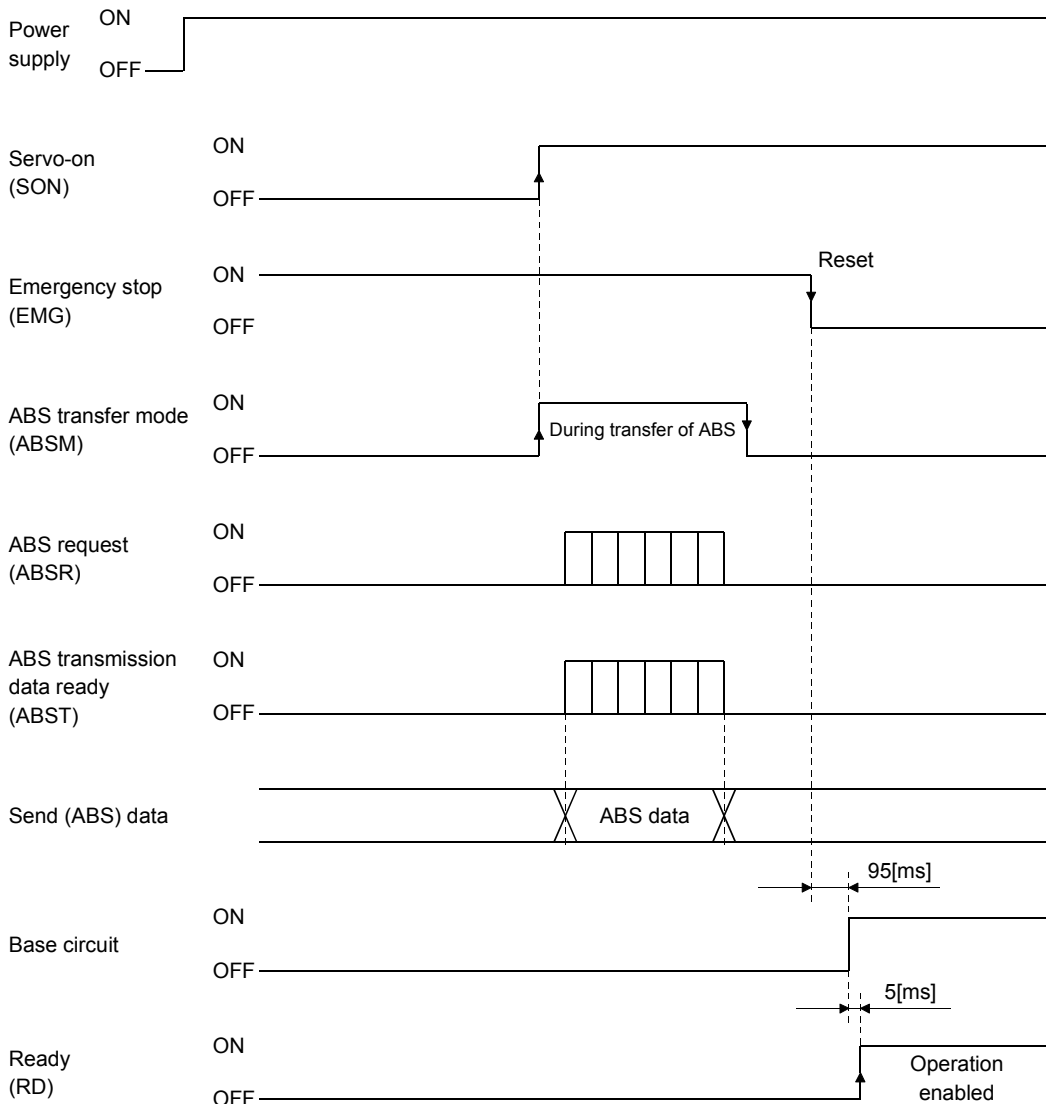 Power
supply
ON
OFF
Servo-on
(SON)
ON
OFF
Emergency stop
(EMG)
ON
OFF
Reset
ABS transfer mode
(ABSM)
ON
OFF
During transfer of ABS
ABS request
(ABSR)
ON
OFF
ABS transmission
data ready
(ABST)
ON
OFF
Send (ABS) data
ABS data
95[ms]
Base circuit
ON
OFF
5[ms]
Ready
(RD)
ON
OFF
Operation
enabled